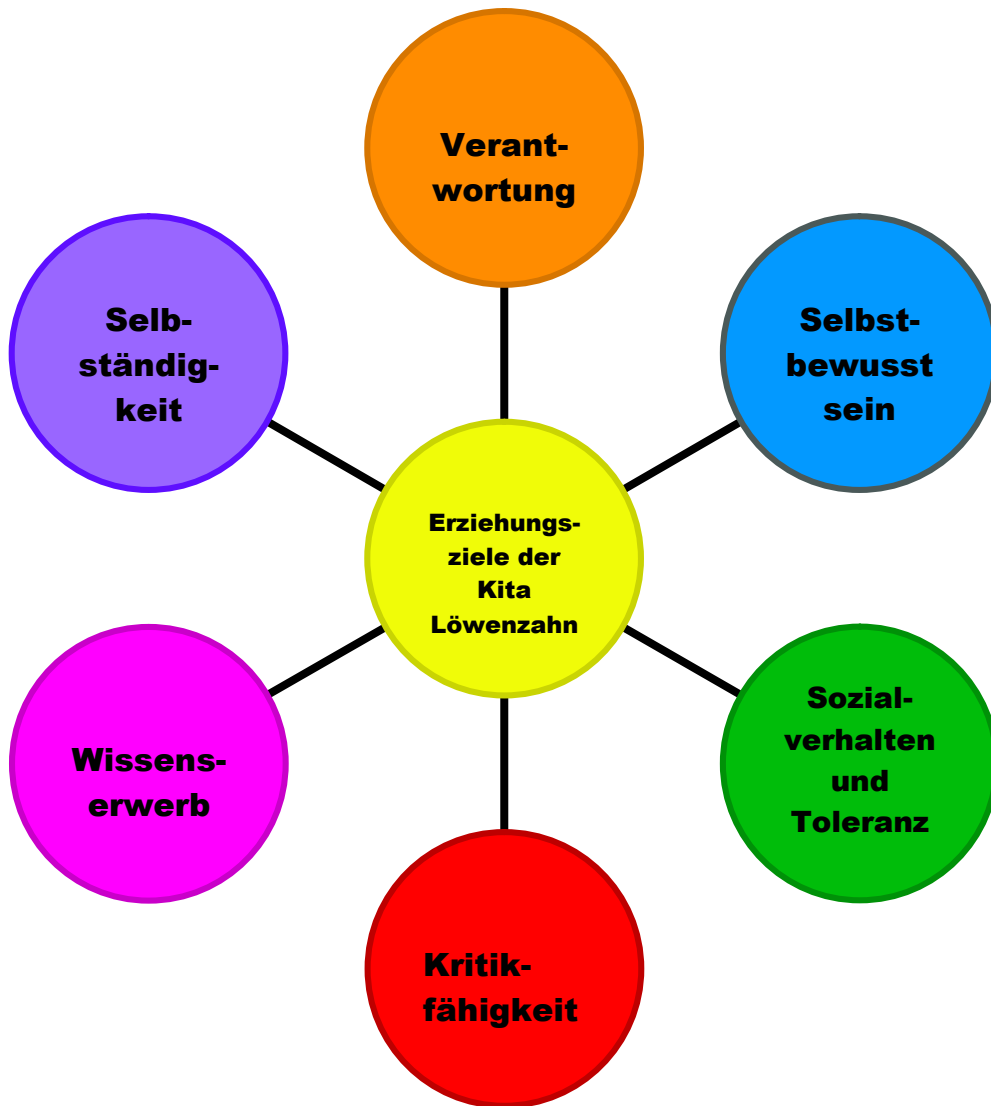 Verant-
wortung
Selbst-
bewusst
sein
Sozial-
verhalten
und
Toleranz
Kritik-
fähigkeit
Wissens-
erwerb
Selb-
ständig-
keit
Erziehungs-
ziele der
Kita
Löwenzahn